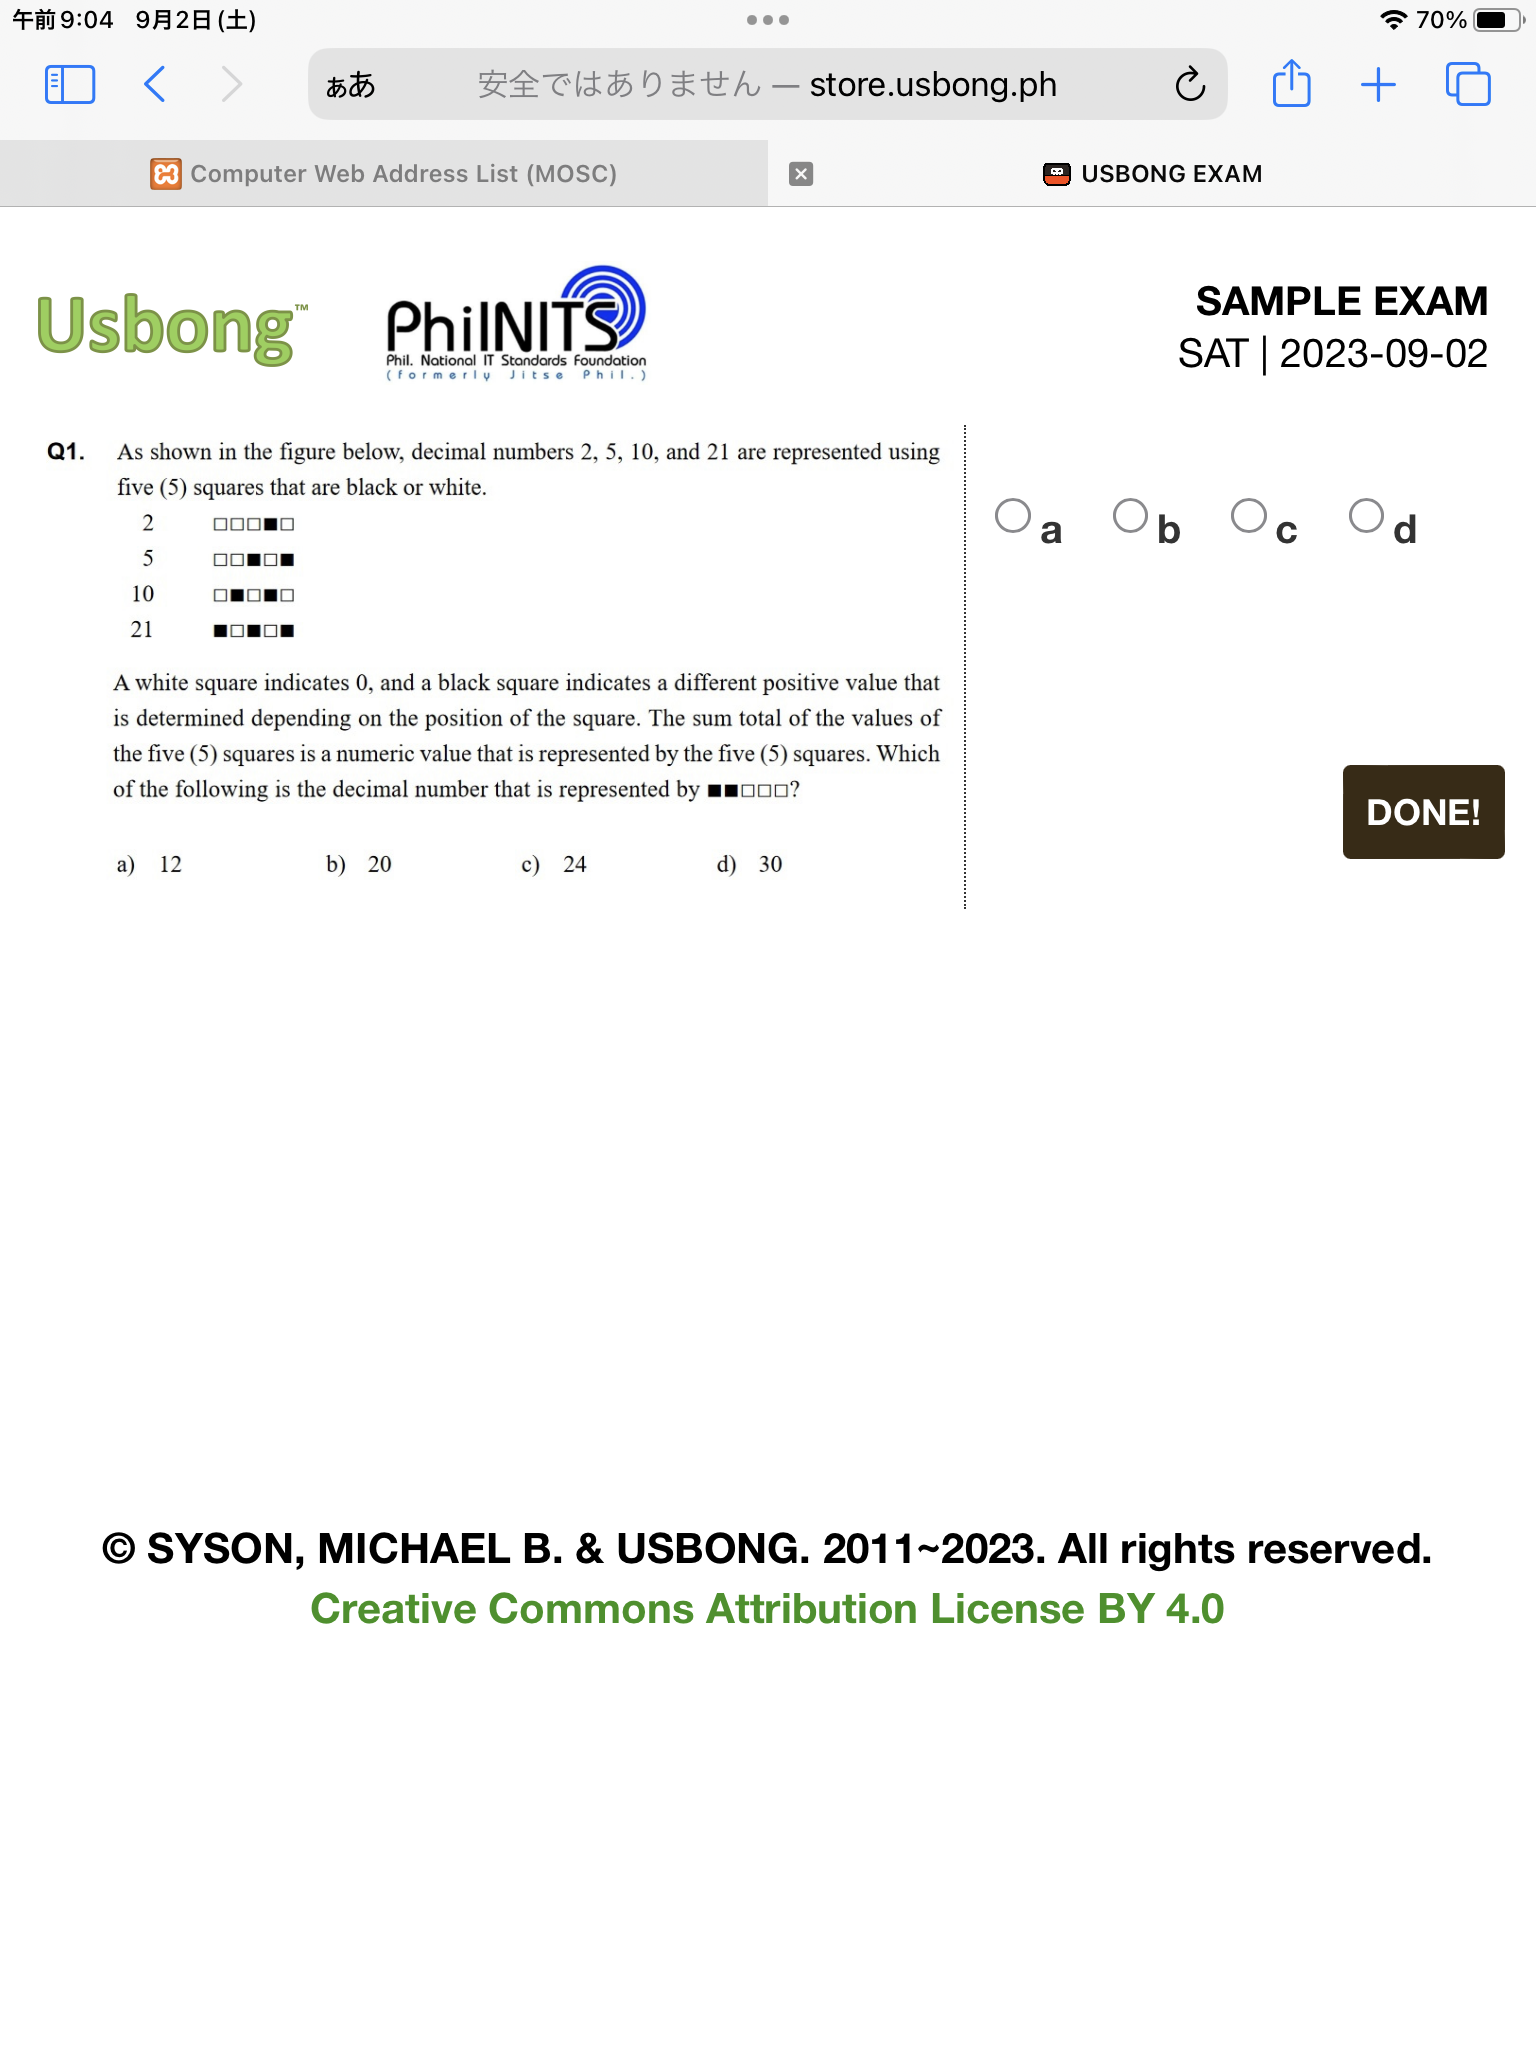 午前9:04 9月2日(土)
70%
ぁあ 安全ではありません — store.usbong.ph
Computer Web Address List (MOSC)
USBONG EXAM
Usbong™
PhilNITS
Phil. National IT Standards Foundation
(formerly Jitse Phil.)
SAMPLE EXAM
SAT | 2023-09-02
Q1. As shown in the figure below, decimal numbers 2, 5, 10, and 21 are represented using
five (5) squares that are black or white.
2 □□□■□
5 □□■□■
10 □■□■□
21 ■□■□■
A white square indicates 0, and a black square indicates a different positive value that
is determined depending on the position of the square. The sum total of the values of
the five (5) squares is a numeric value that is represented by the five (5) squares. Which
of the following is the decimal number that is represented by ■■□□□?
a) 12 b) 20 c) 24 d) 30
a b c d
DONE!
© SYSON, MICHAEL B. & USBONG. 2011~2023. All rights reserved.
Creative Commons Attribution License BY 4.0